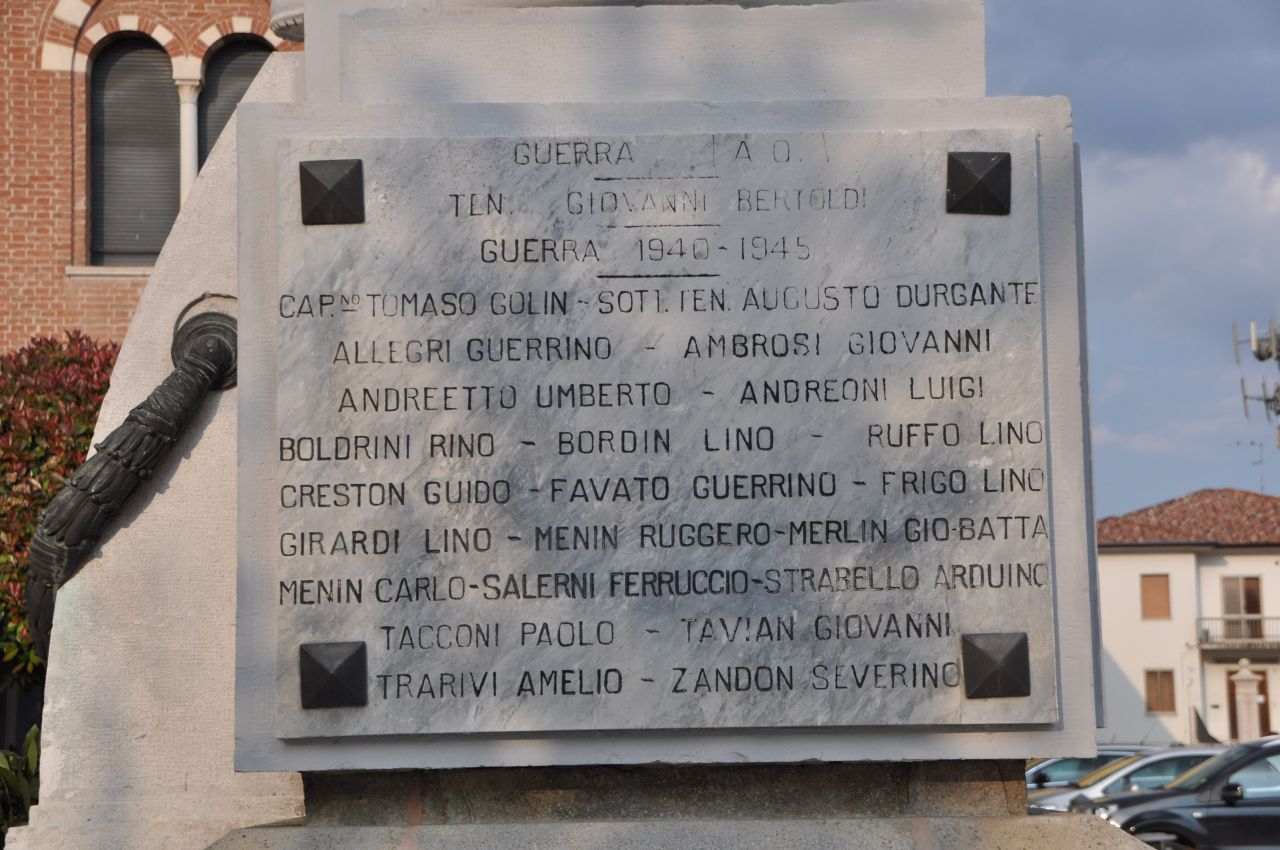 GUERRA A O.
TEN. GIOVANNI BERTOLDI
GUERRA 1940-1945
CAP.NO TOMASO GOLIN-SOTT.TEN. AUGUSTO DURGANTE
ALLEGRI GUERRINO - AMBROSI GIOVANNI
ANDREETTO UMBERTO - ANDREONI LUIGI
BOLDRINI RINO - BORDIN LINO - RUFFO LINO
CRESTON GUIDO - FAVATO GUERRINO - FRIGO LINO
GIRARDI LINO - MENIN RUGGERO-MERLIN GIO-BATTA
MENIN CARLO-SALERNI FERRUCCIO-STRABELLO ARDUINO
TACCONI PAOLO - TAVIAN GIOVANNI
TRARIVI AMELIO - ZANDON SEVERINO